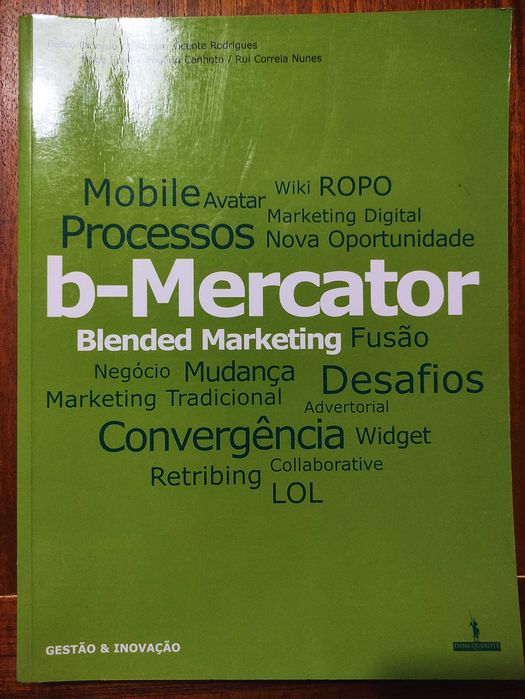 Vicente Rodrigues
Canhoto / Rui Correia Nunes
Mobile Avatar Wiki ROPO
Marketing Digital
Processos Nova Oportunidade
b-Mercator
Blended Marketing Fusão
Negócio Mudança Desafios
Marketing Tradicional Advertorial
Convergência Widget
Retribing Collaborative
LOL
GESTÃO & INOVAÇÃO
DOM QUIXOTE